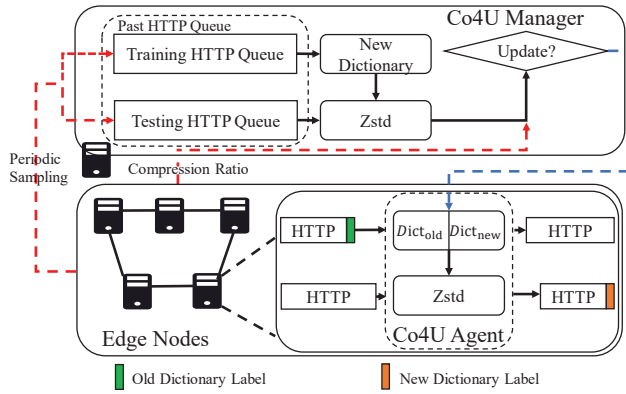 Co4U Manager
Past HTTP Queue
Training HTTP Queue
New
Dictionary
Update?
Testing HTTP Queue
Zstd
Periodic
Sampling
Compression Ratio
HTTP
Dict_old Dict_new
HTTP
HTTP
Zstd
HTTP
Edge Nodes
Co4U Agent
Old Dictionary Label
New Dictionary Label